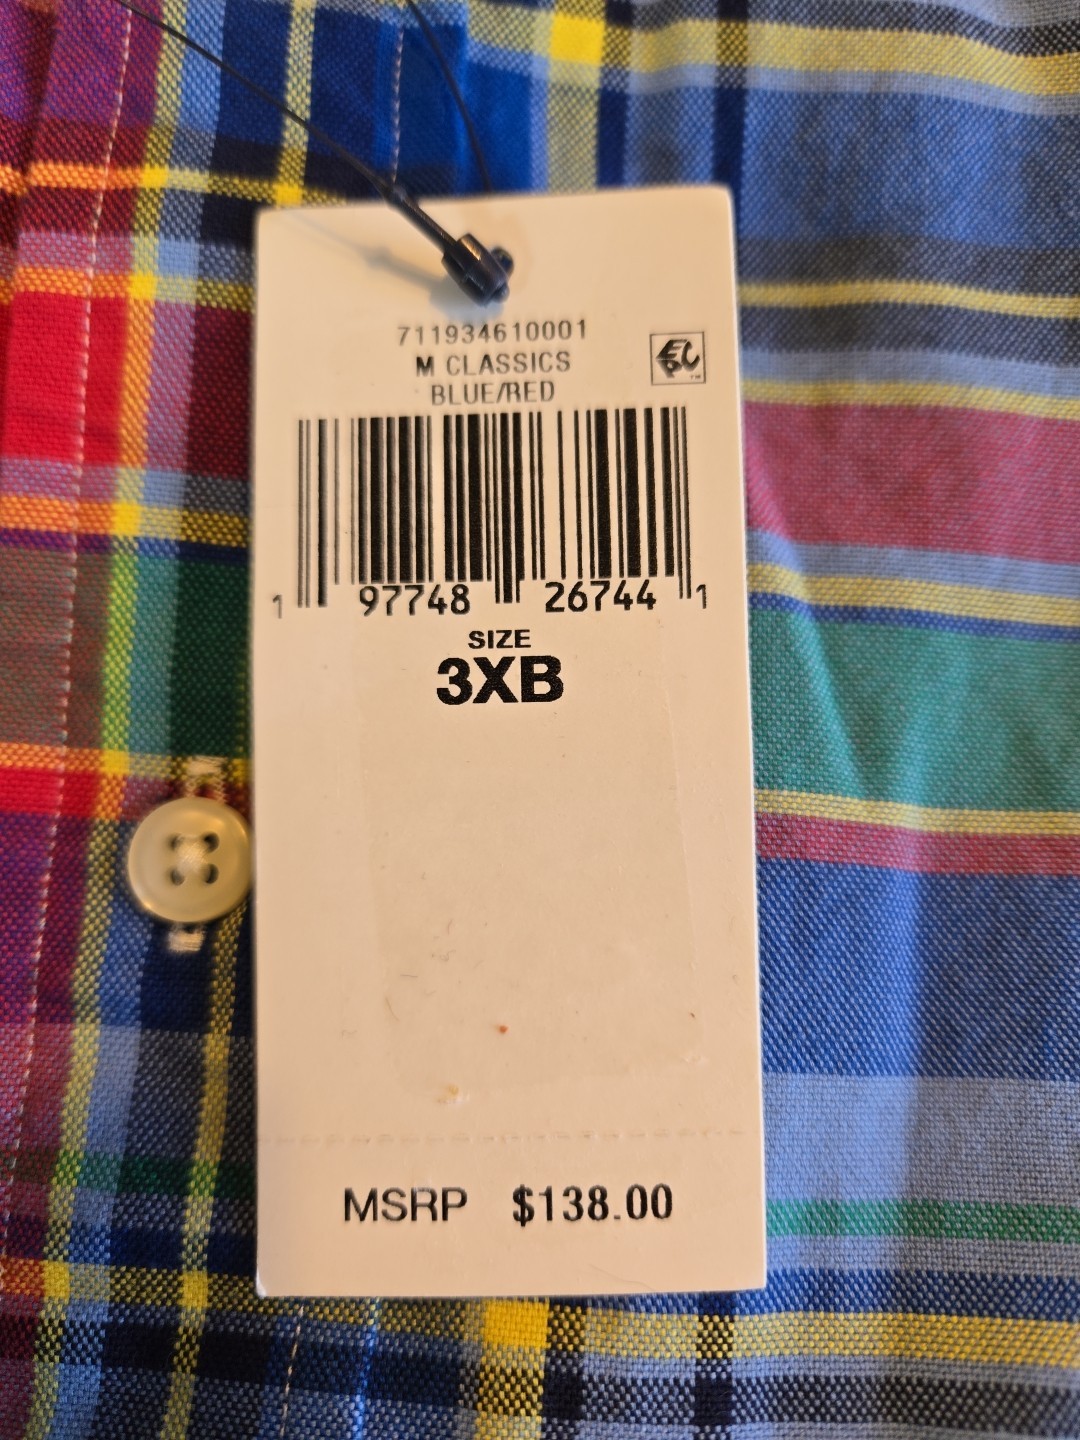 711934610001
M CLASSICS
BLUE/RED
1 97748 26744 1
SIZE
3XB
MSRP $138.00